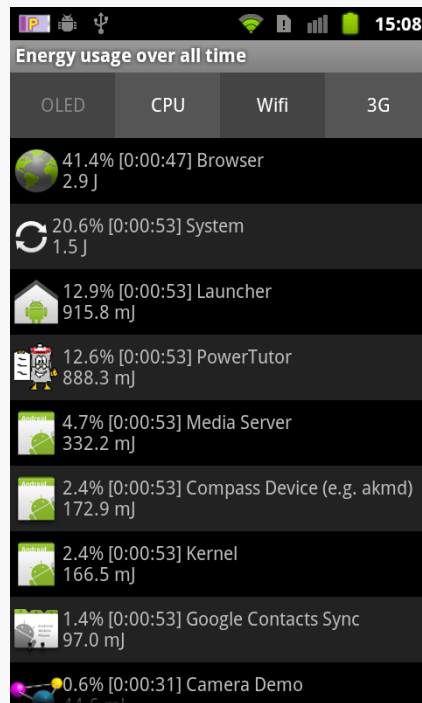 15:08
Energy usage over all time
OLED CPU Wifi 3G
41.4% [0:00:47] Browser
2.9 J
20.6% [0:00:53] System
1.5 J
12.9% [0:00:53] Launcher
915.8 mJ
12.6% [0:00:53] PowerTutor
888.3 mJ
4.7% [0:00:53] Media Server
332.2 mJ
2.4% [0:00:53] Compass Device (e.g. akmd)
172.9 mJ
2.4% [0:00:53] Kernel
166.5 mJ
1.4% [0:00:53] Google Contacts Sync
97.0 mJ
0.6% [0:00:31] Camera Demo